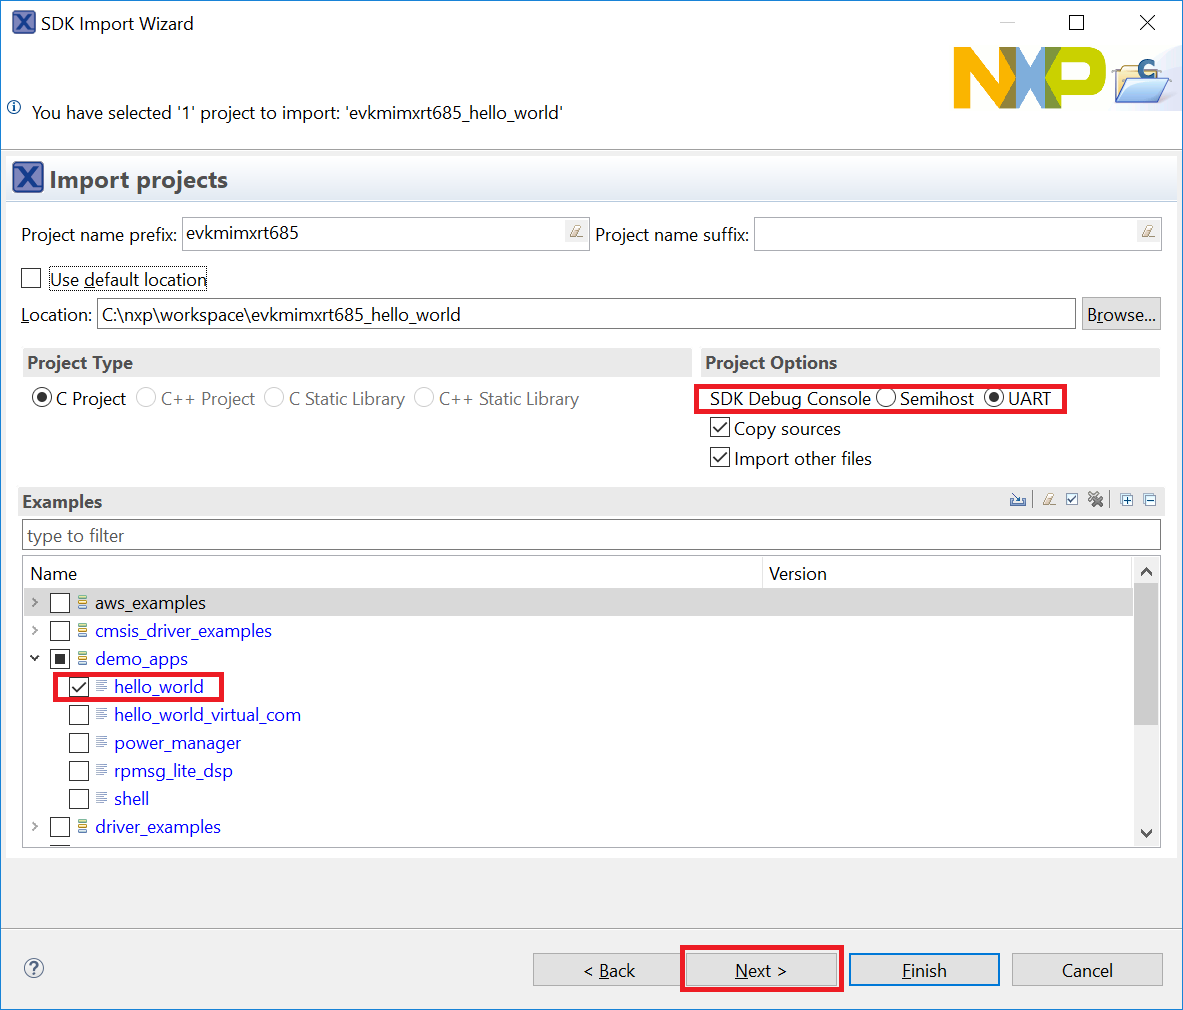 SDK Import Wizard
NXP
You have selected '1' project to import: 'evkmimxrt685_hello_world'
Import projects
Project name prefix: evkmimxrt685 Project name suffix:
Use default location
Location: C:\nxp\workspace\evkmimxrt685_hello_world Browse...
Project Type Project Options
C Project C++ Project C Static Library C++ Static Library SDK Debug Console Semihost UART
Copy sources
Import other files
Examples
type to filter
Name Version
aws_examples
cmsis_driver_examples
demo_apps
hello_world
hello_world_virtual_com
power_manager
rpmsg_lite_dsp
shell
driver_examples
< Back Next > Finish Cancel